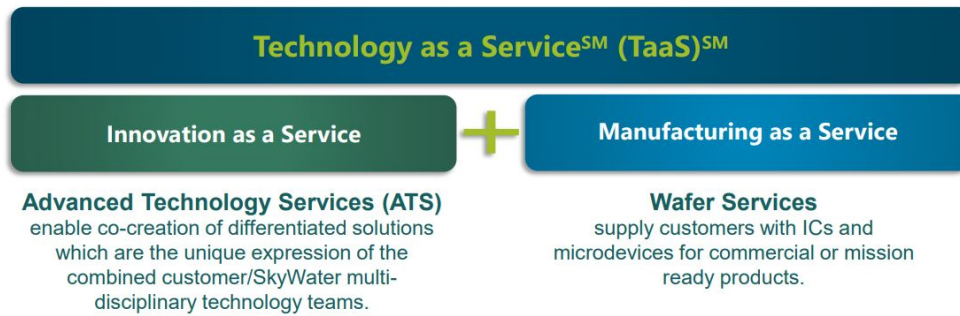 Technology as a Service℠ (TaaS)℠
Innovation as a Service
+
Manufacturing as a Service
Advanced Technology Services (ATS)
enable co-creation of differentiated solutions
which are the unique expression of the
combined customer/SkyWater multi-
disciplinary technology teams.
Wafer Services
supply customers with ICs and
microdevices for commercial or mission
ready products.